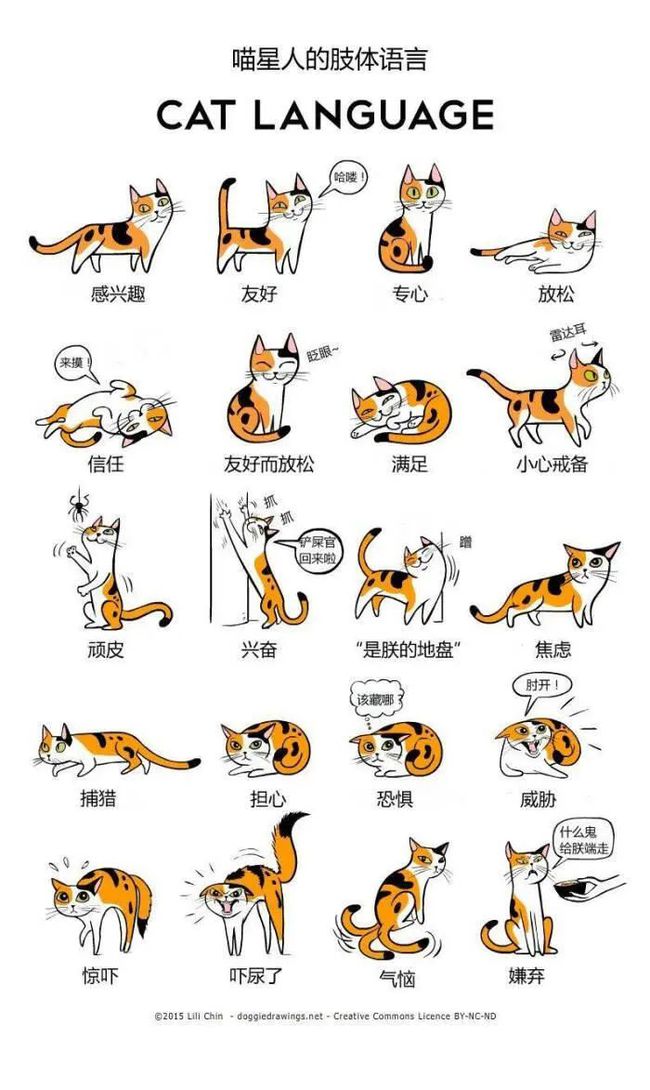 喵星人的肢体语言
CAT LANGUAGE
哈喽！
感兴趣
友好
专心
放松
来摸！
眨眼~
雷达耳
信任
友好而放松
满足
小心戒备
抓
抓
铲屎官
回来啦
蹭
顽皮
兴奋
“是朕的地盘”
焦虑
该藏哪
肘开！
捕猎
担心
恐惧
威胁
什么鬼
给朕端走
惊吓
吓尿了
气恼
嫌弃
©2015 Lili Chin - doggiedrawings.net - Creative Commons Licence BY-NC-ND